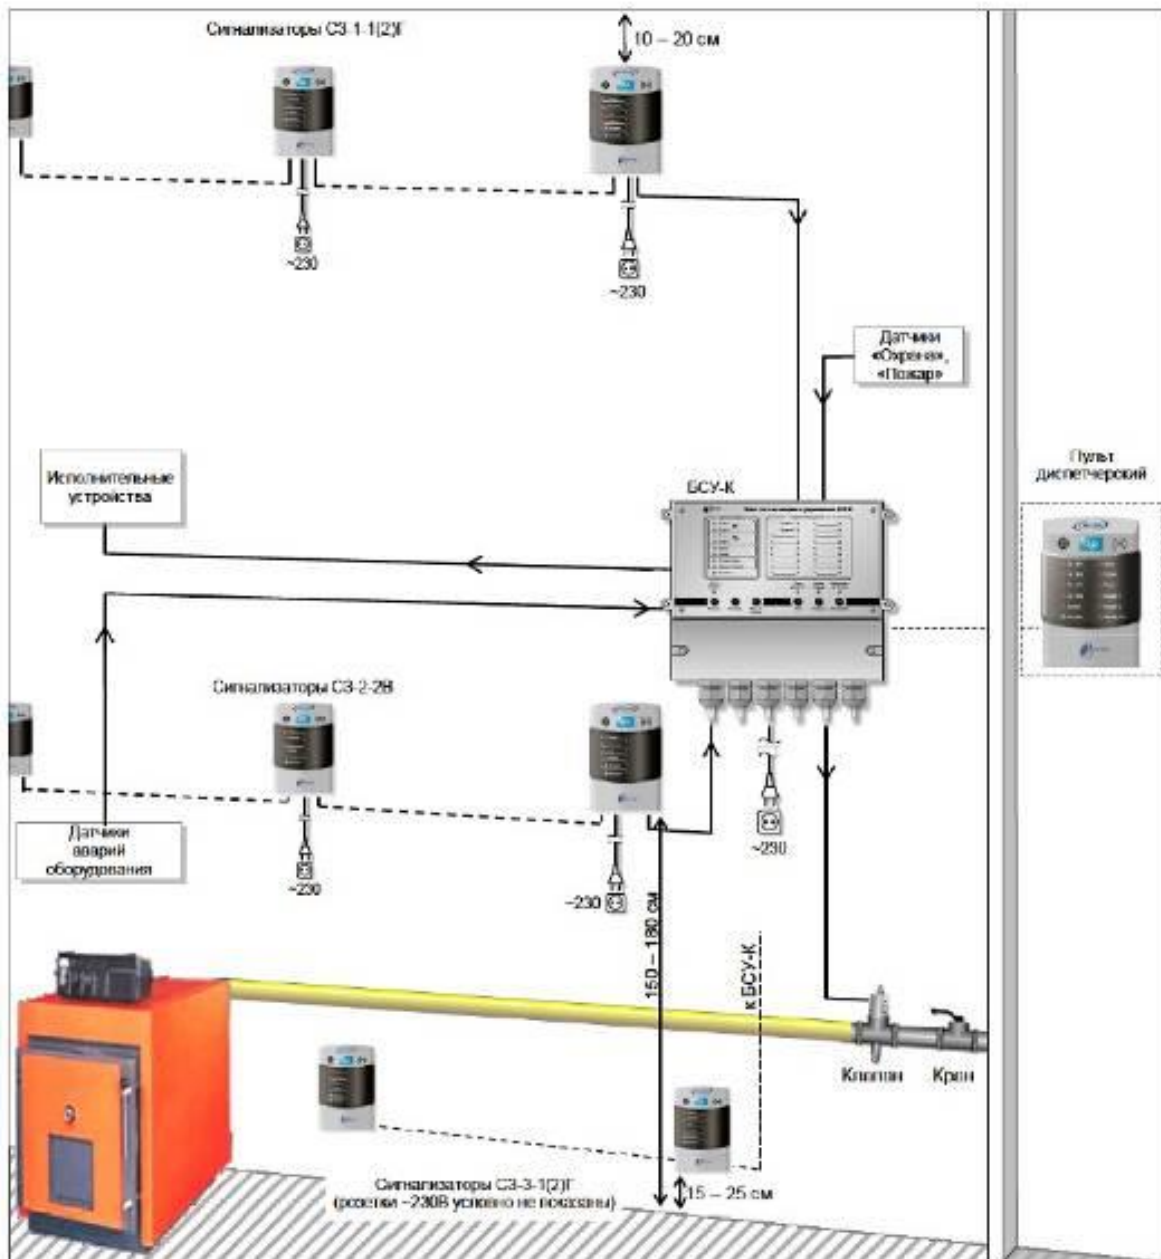 Сигнализаторы СЗ-1-1(2)Г
10 – 20 см
~230
~230
Датчики
«Охрана»,
«Пожар»
Исполнительные
устройства
БСУ-К
Пульт
диспетчерский
Сигнализаторы СЗ-2-2В
Датчики
аварий
оборудования
~230
~230
~230
150 – 180 см
к БСУ-К
Клапан
Кран
Сигнализаторы СЗ-3-1(2)Г
(розетки ~230В условно не показаны)
15 – 25 см